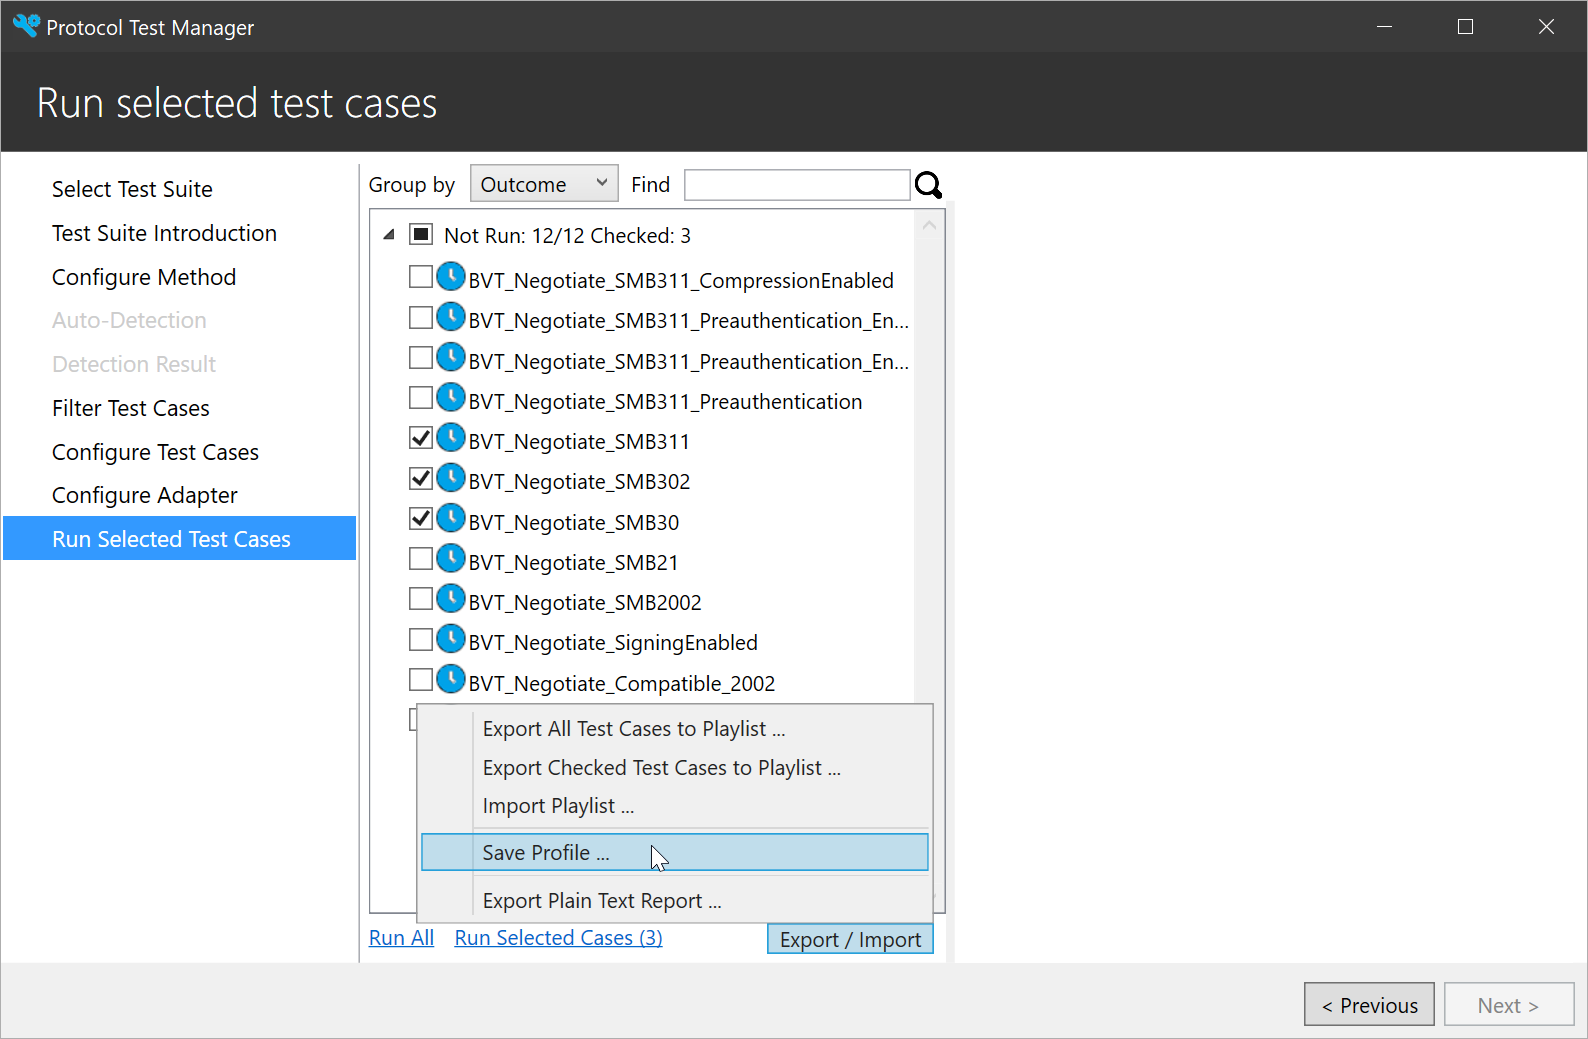 Protocol Test Manager
Run selected test cases
Select Test Suite
Test Suite Introduction
Configure Method
Auto-Detection
Detection Result
Filter Test Cases
Configure Test Cases
Configure Adapter
Run Selected Test Cases
Group by Outcome Find
Not Run: 12/12 Checked: 3
BVT_Negotiate_SMB311_CompressionEnabled
BVT_Negotiate_SMB311_Preauthentication_En...
BVT_Negotiate_SMB311_Preauthentication_En...
BVT_Negotiate_SMB311_Preauthentication
BVT_Negotiate_SMB311
BVT_Negotiate_SMB302
BVT_Negotiate_SMB30
BVT_Negotiate_SMB21
BVT_Negotiate_SMB2002
BVT_Negotiate_SigningEnabled
BVT_Negotiate_Compatible_2002
Export All Test Cases to Playlist ...
Export Checked Test Cases to Playlist ...
Import Playlist ...
Save Profile ...
Export Plain Text Report ...
Run All Run Selected Cases (3) Export / Import
< Previous Next >